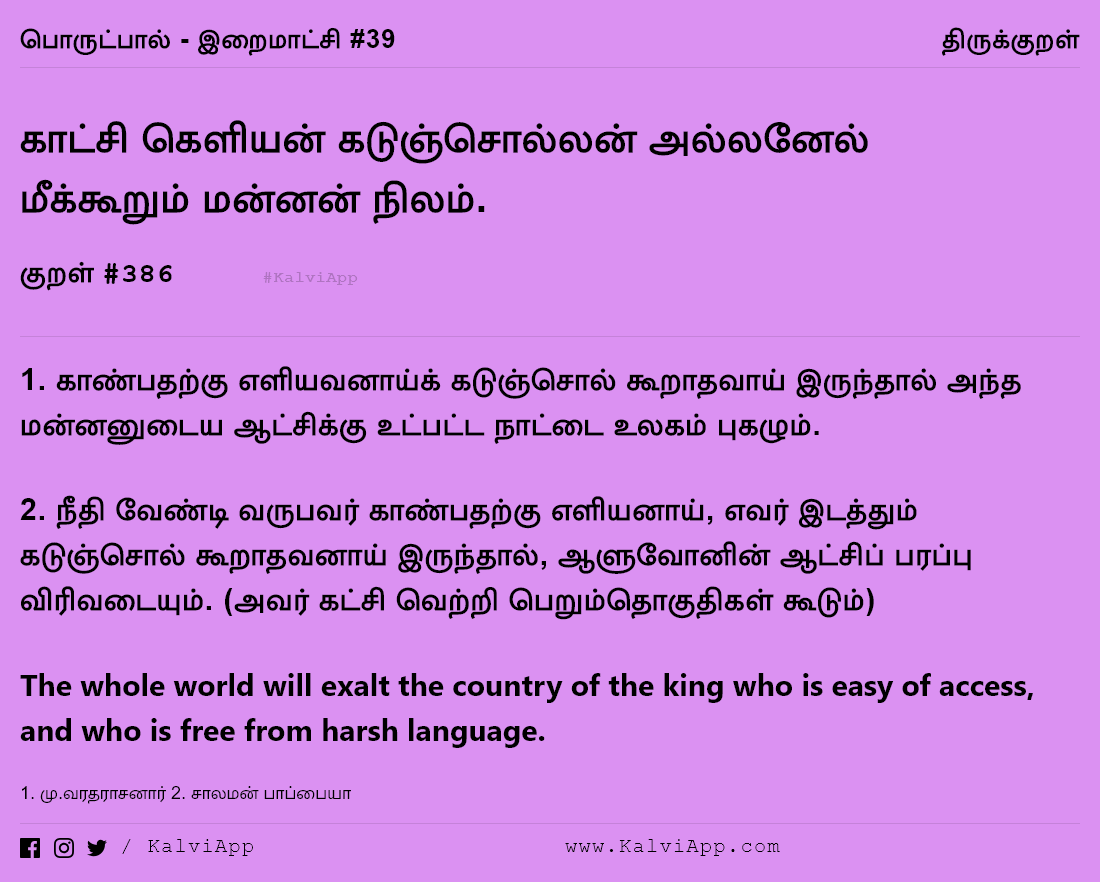 பொருட்பால் - இறைமாட்சி #39
திருக்குறள்
காட்சி கெளியன் கடுஞ்சொல்லன் அல்லனேல்
மீக்கூறும் மன்னன் நிலம்.
குறள் #386
#KalviApp
1. காண்பதற்கு எளியவனாய்க் கடுஞ்சொல் கூறாதவாய் இருந்தால் அந்த
மன்னனுடைய ஆட்சிக்கு உட்பட்ட நாட்டை உலகம் புகழும்.
2. நீதி வேண்டி வருபவர் காண்பதற்கு எளியனாய், எவர் இடத்தும்
கடுஞ்சொல் கூறாதவனாய் இருந்தால், ஆளுவோனின் ஆட்சிப் பரப்பு
விரிவடையும். (அவர் கட்சி வெற்றி பெறும்தொகுதிகள் கூடும்)
The whole world will exalt the country of the king who is easy of access,
and who is free from harsh language.
1. மு.வரதராசனார் 2. சாலமன் பாப்பையா
/ KalviApp
www.KalviApp.com